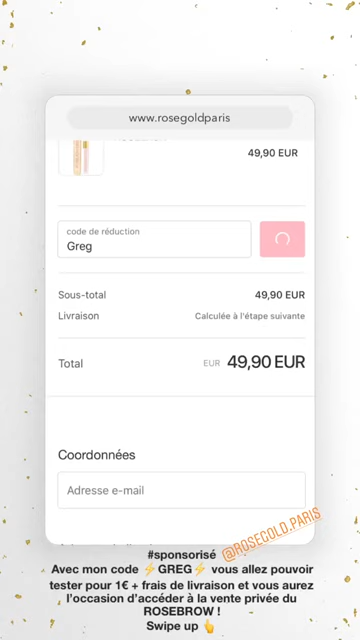 www.rosegoldparis
49,90 EUR
code de réduction
Greg
Sous-total 49,90 EUR
Livraison Calculée à l'étape suivante
Total EUR 49,90 EUR
Coordonnées
Adresse e-mail
@ROSEGOLD.PARIS
#sponsorisé
Avec mon code ⚡GREG⚡ vous allez pouvoir
tester pour 1€ + frais de livraison et vous aurez
l'occasion d'accéder à la vente privée du
ROSEBROW !
Swipe up 👆